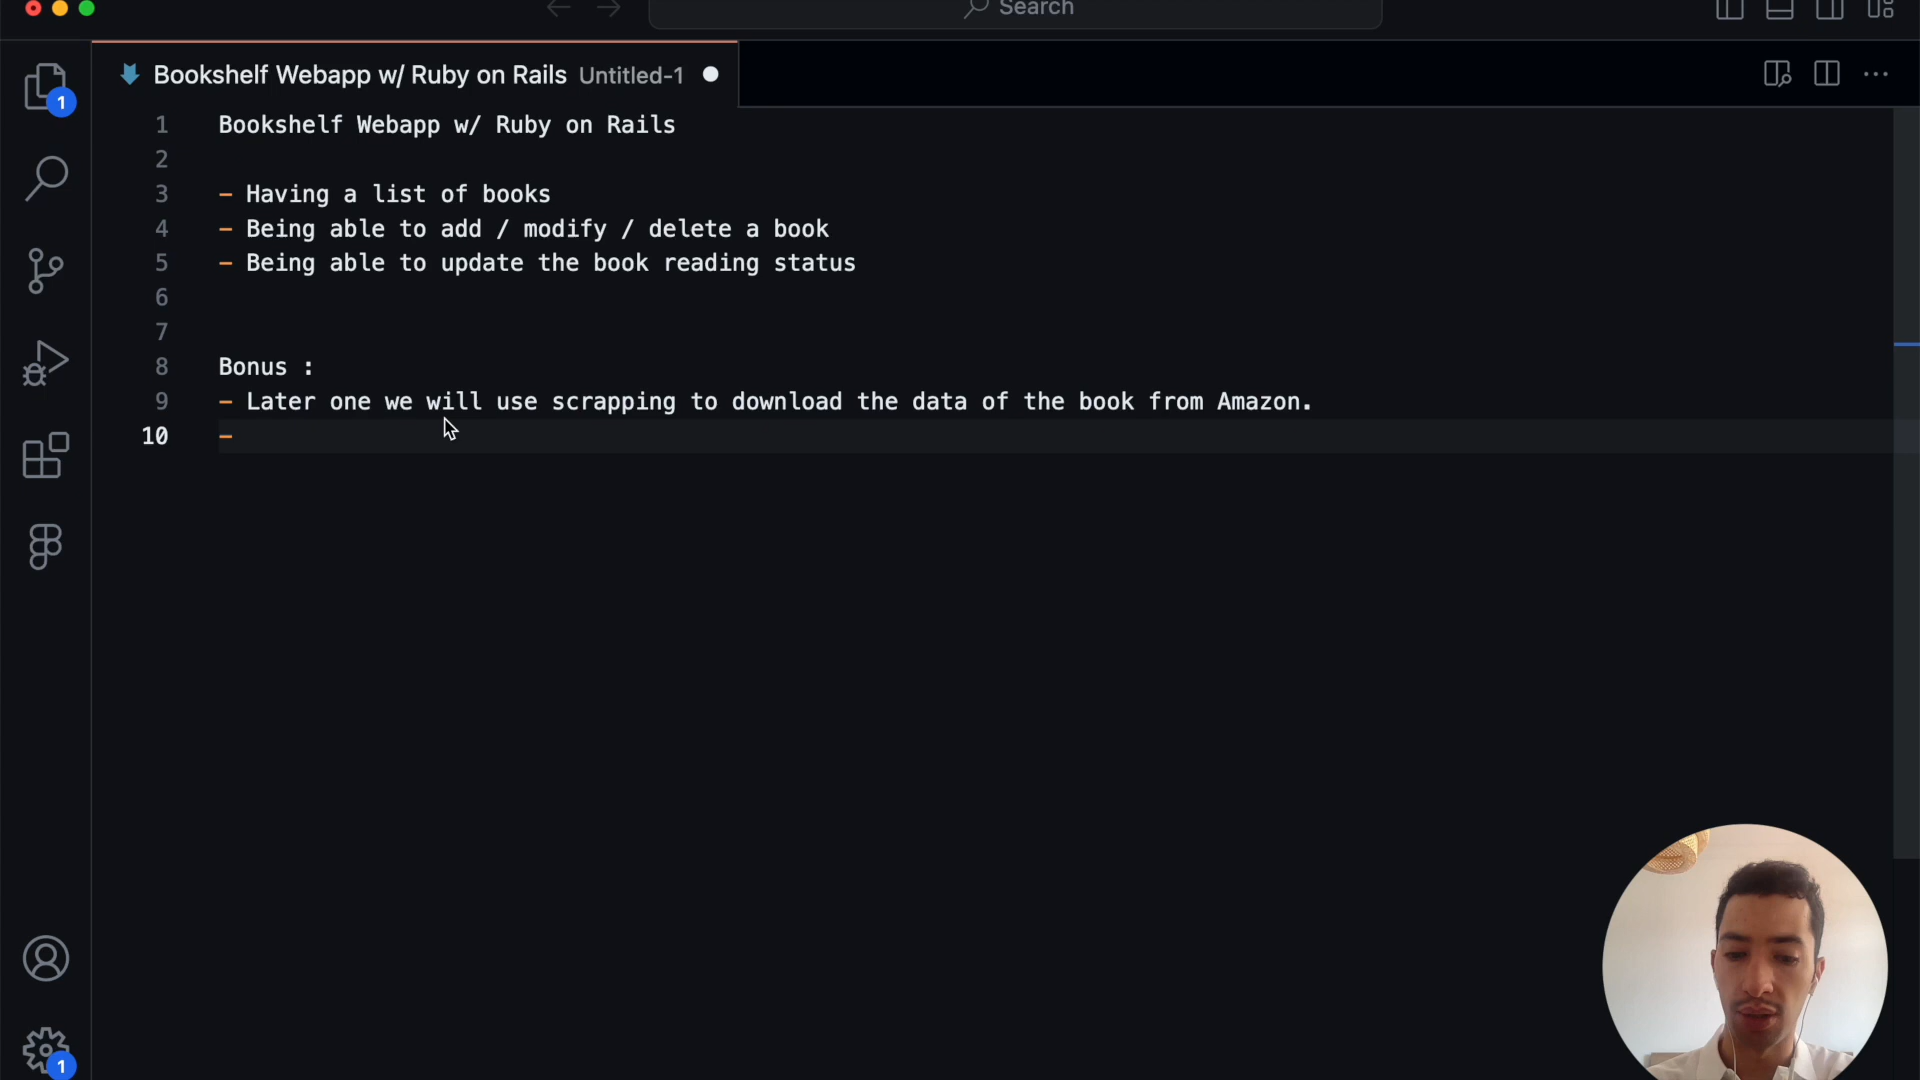 Search
Bookshelf Webapp w/ Ruby on Rails Untitled-1
1 Bookshelf Webapp w/ Ruby on Rails
2
3 - Having a list of books
4 - Being able to add / modify / delete a book
5 - Being able to update the book reading status
6
7
8 Bonus :
9 - Later one we will use scrapping to download the data of the book from Amazon.
10 -
1
1